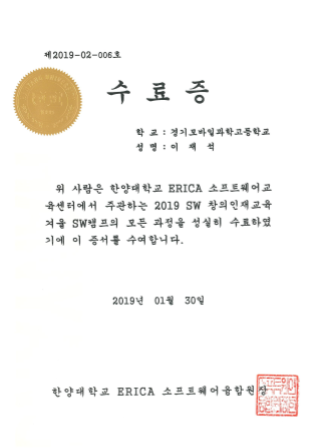 제2019-02-006호
수 료 증
학 교 : 경기모바일과학고등학교
성 명 : 이 재 석
위 사람은 한양대학교 ERICA 소프트웨어교
육센터에서 주관하는 2019 SW 창의인재교육
겨울 SW캠프의 모든 과정을 성실히 수료하였
기에 이 증서를 수여합니다.
2019년 01월 30일
한양대학교 ERICA 소프트웨어융합원장